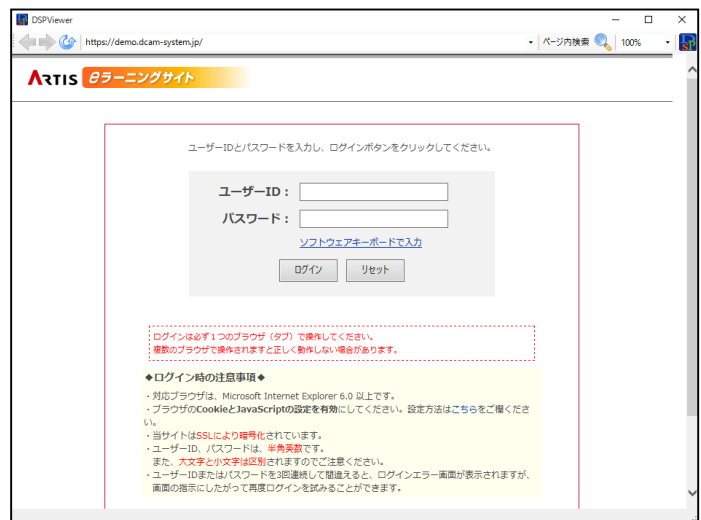 DSPViewer
https://demo.dcam-system.jp/
ページ内検索
100%
ARTIS eラーニングサイト
ユーザーIDとパスワードを入力し、ログインボタンをクリックしてください。
ユーザーID：
パスワード：
ソフトウェアキーボードで入力
ログイン リセット
ログインは必ず１つのブラウザ（タブ）で操作してください。
複数のブラウザで操作されますと正しく動作しない場合があります。
◆ログイン時の注意事項◆
・対応ブラウザは、Microsoft Internet Explorer 6.0 以上です。
・ブラウザのCookieとJavaScriptの設定を有効にしてください。設定方法はこちらをご欄くださ
い。
・当サイトはSSLにより暗号化されています。
・ユーザーID、パスワードは、半角英数です。
また、大文字と小文字は区別されますのでご注意ください。
・ユーザーIDまたはパスワードを3回連続して間違えると、ログインエラー画面が表示されますが、
画面の指示にしたがって再度ログインを試みることができます。